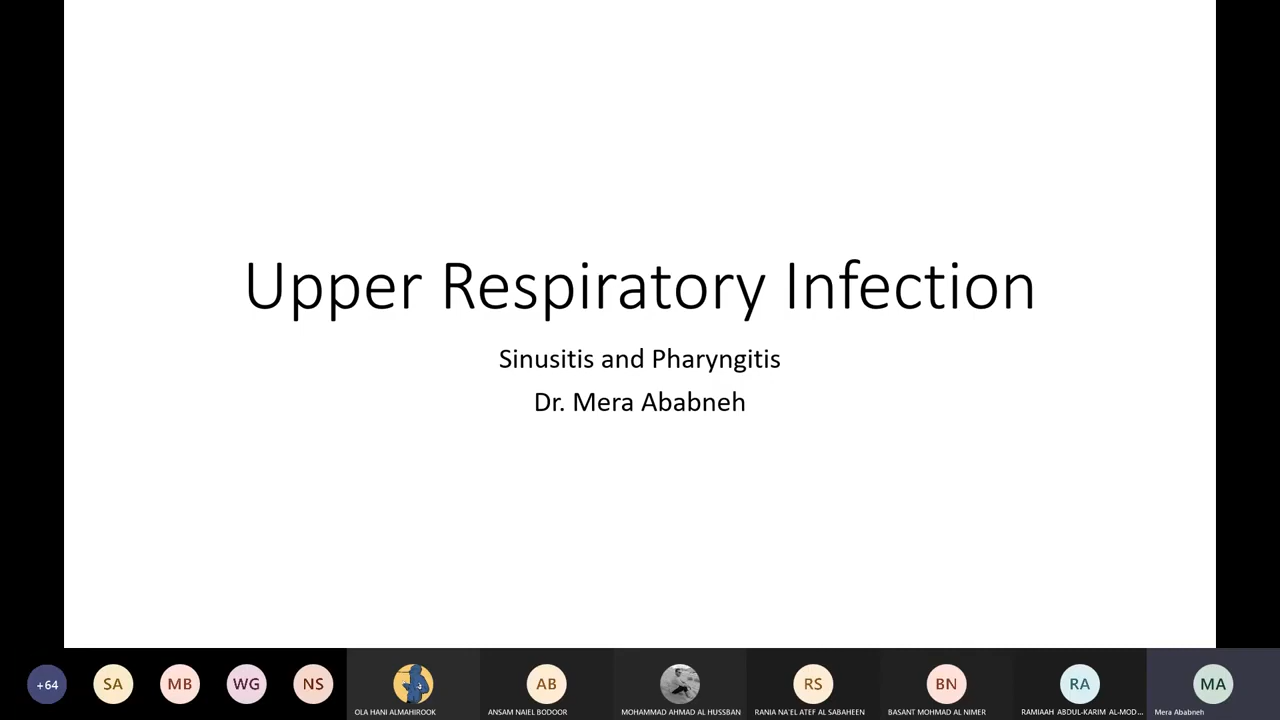 Upper Respiratory Infection
Sinusitis and Pharyngitis
Dr. Mera Ababneh
+64
SA
MB
WG
NS
OLA HANI ALMAHIROOK
AB
ANSAM NAIEL BODOOR
MOHAMMAD AHMAD AL HUSSBAN
RS
RANIA NA'EL ATEF AL SABAHEEN
BN
BASANT MOHMAD AL NIMER
RA
RAMIAAH ABDUL-KARIM AL-MOD...
MA
Mera Ababneh